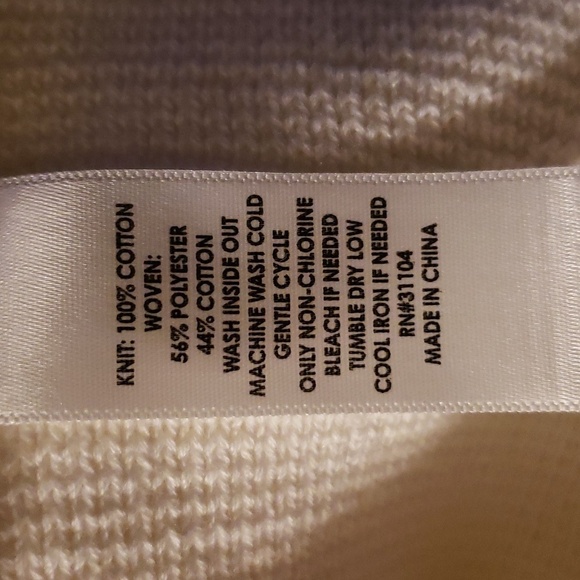 KNIT: 100% COTTON
WOVEN:
56% POLYESTER
44% COTTON
WASH INSIDE OUT
MACHINE WASH COLD
GENTLE CYCLE
ONLY NON-CHLORINE
BLEACH IF NEEDED
TUMBLE DRY LOW
COOL IRON IF NEEDED
RN#31104
MADE IN CHINA